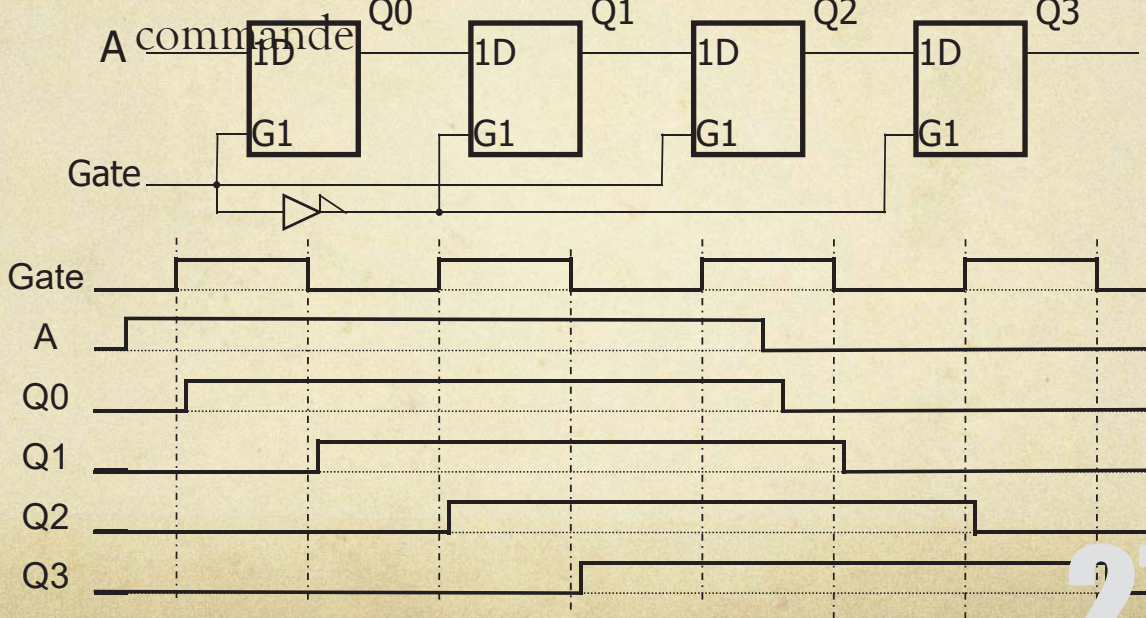 Q0 Q1 Q2 Q3
A commande
1D 1D 1D 1D
G1 G1 G1 G1
Gate
Gate
A
Q0
Q1
Q2
Q3